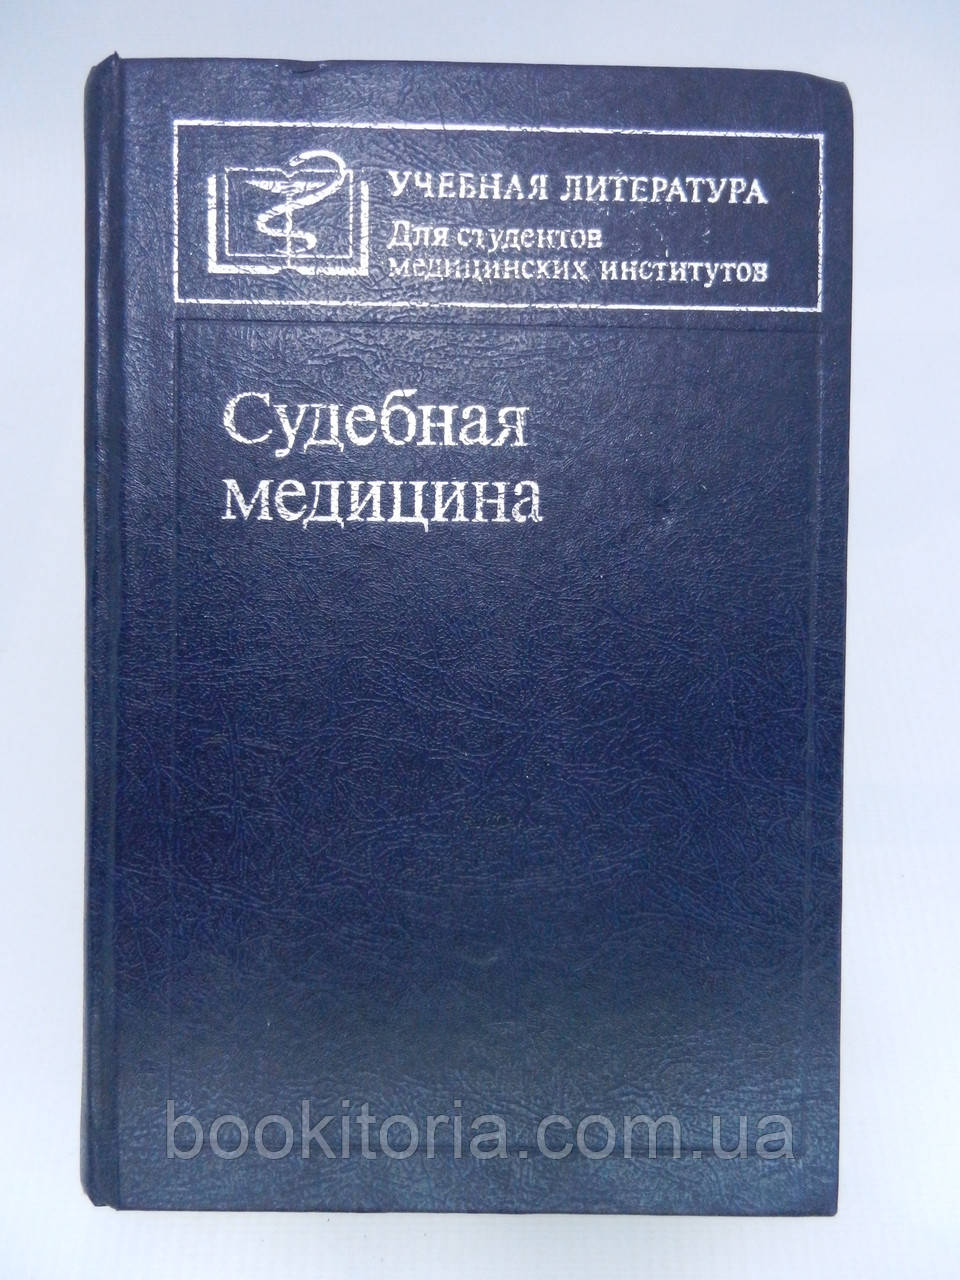 УЧЕБНАЯ ЛИТЕРАТУРА
Для студентов
медицинских институтов
Судебная
медицина
bookitoria.com.ua